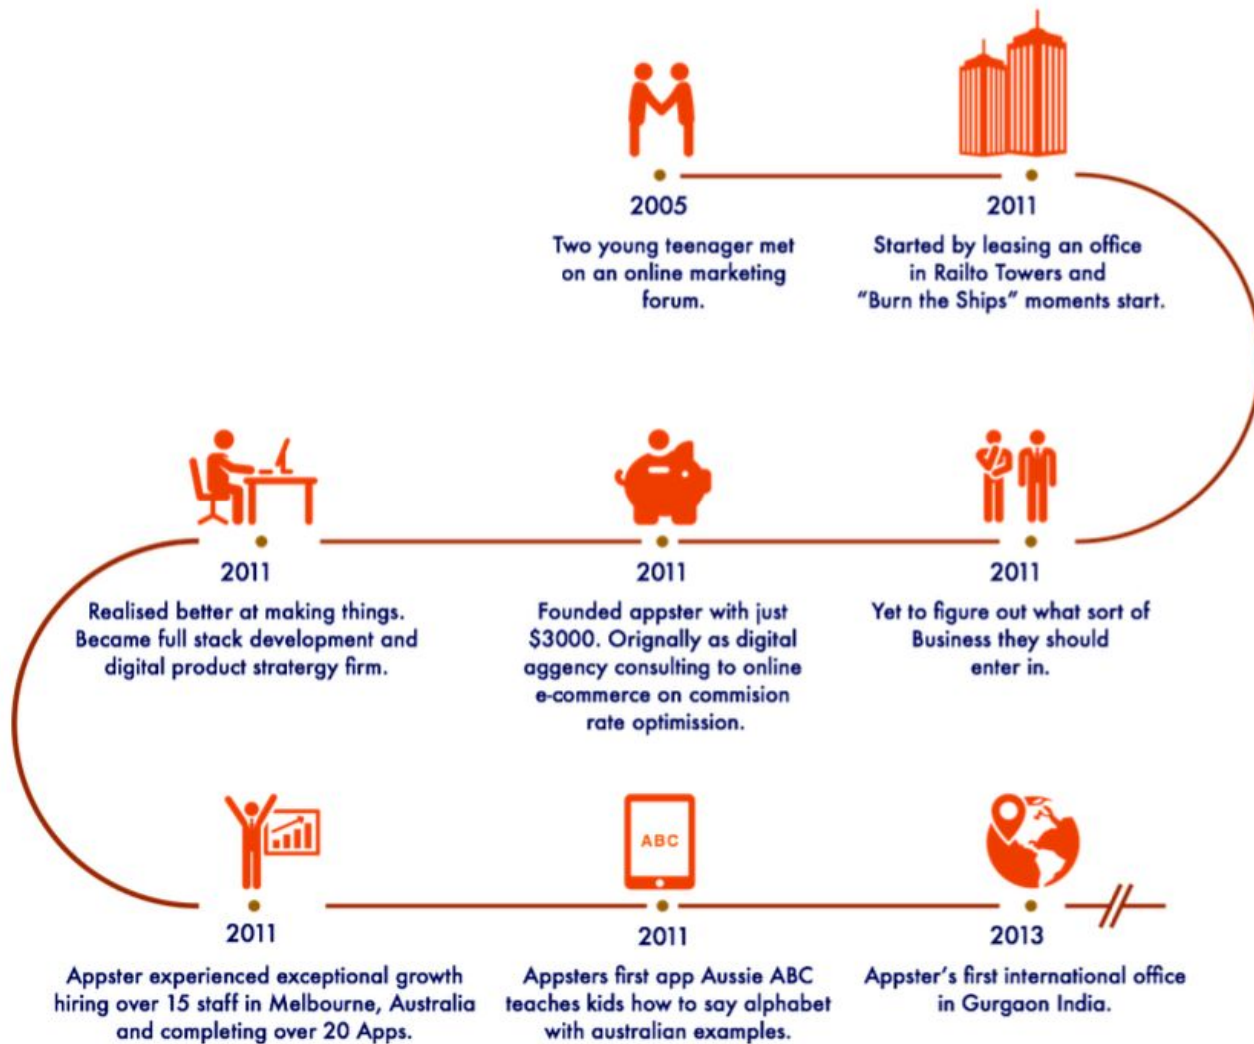 2005
Two young teenager met
on an online marketing
forum.
2011
Started by leasing an office
in Railto Towers and
“Burn the Ships” moments start.
2011
Yet to figure out what sort of
Business they should
enter in.
2011
Founded appster with just
$3000. Orignally as digital
aggency consulting to online
e-commerce on commision
rate optimission.
2011
Realised better at making things.
Became full stack development and
digital product stratergy firm.
2011
Appster experienced exceptional growth
hiring over 15 staff in Melbourne, Australia
and completing over 20 Apps.
ABC
2011
Appsters first app Aussie ABC
teaches kids how to say alphabet
with australian examples.
2013
Appster’s first international office
in Gurgaon India.